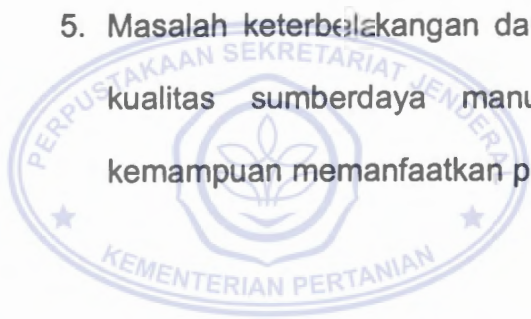 5. Masalah keterbelakangan da
kualitas sumberdaya manu
kemampuan memanfaatkan p
PERPUSTAKAAN SEKRETARIAT JENDERAL
KEMENTERIAN PERTANIAN